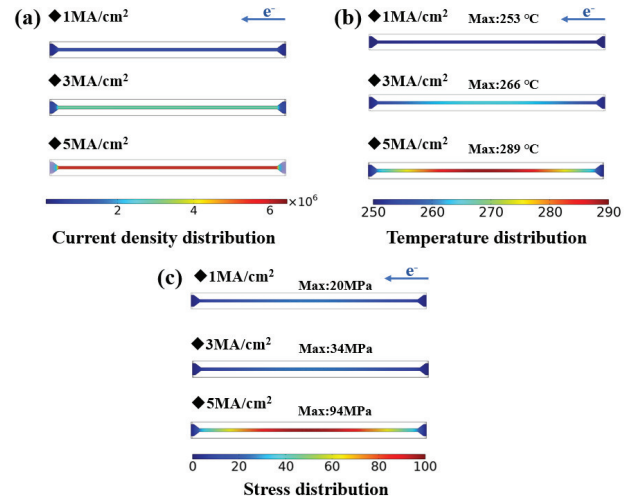 (a)
◆1MA/cm²
e⁻
◆3MA/cm²
◆5MA/cm²
2 4 6 ×10⁶
Current density distribution
(b)
◆1MA/cm² Max:253 °C
e⁻
◆3MA/cm² Max:266 °C
◆5MA/cm² Max:289 °C
250 260 270 280 290
Temperature distribution
(c)
◆1MA/cm² Max:20MPa
e⁻
◆3MA/cm² Max:34MPa
◆5MA/cm² Max:94MPa
0 20 40 60 80 100
Stress distribution